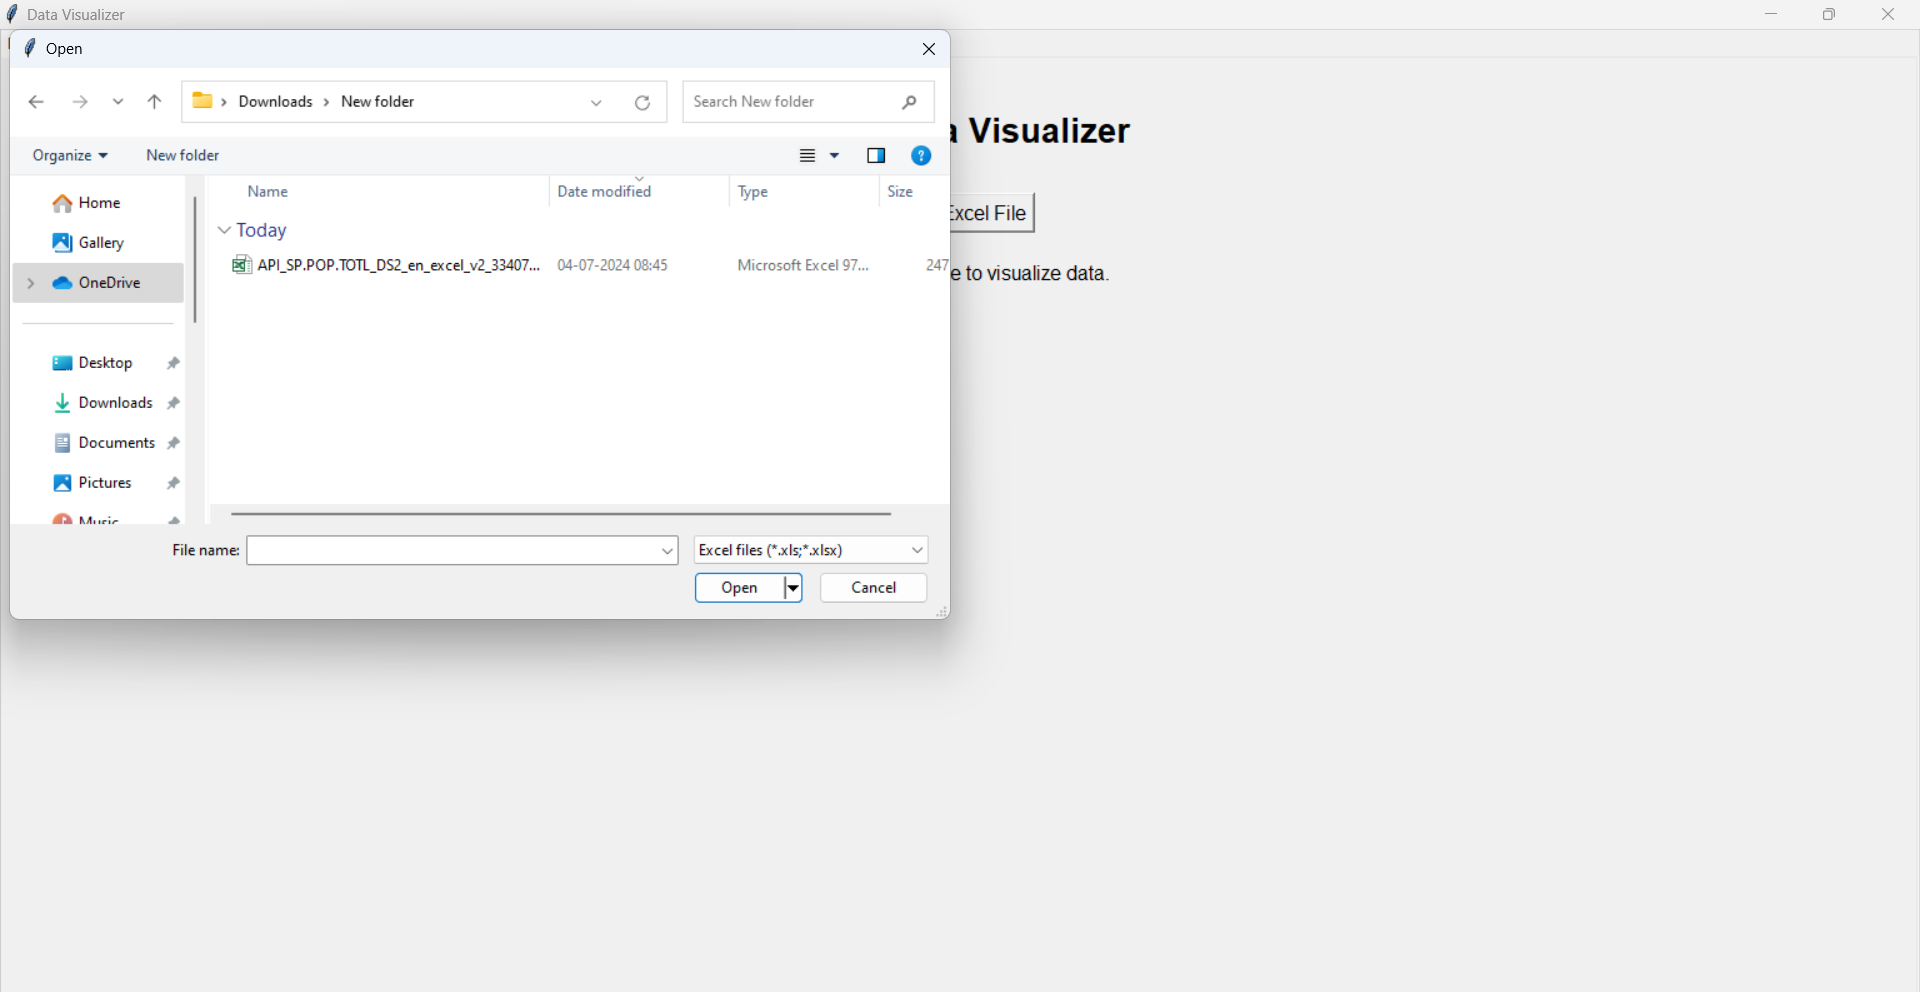 Data Visualizer
Open
Downloads > New folder
Search New folder
Organize
New folder
Name
Date modified
Type
Size
Home
Gallery
OneDrive
Desktop
Downloads
Documents
Pictures
Music
Today
API_SP.POP.TOTL_DS2_en_excel_v2_33407... 04-07-2024 08:45 Microsoft Excel 97... 247
File name:
Excel files (*.xls;*.xlsx)
Open
Cancel
a Visualizer
Excel File
e to visualize data.